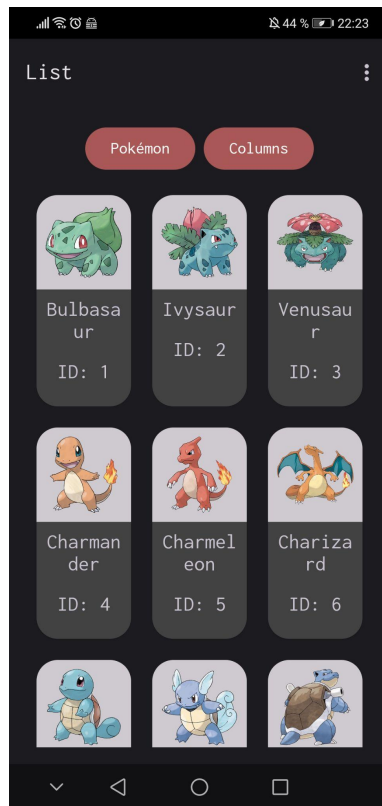 44 % 22:23
List
Pokémon Columns
Bulbasa
ur
ID: 1
Ivysaur
ID: 2
Venusau
r
ID: 3
Charman
der
ID: 4
Charmel
eon
ID: 5
Chariza
rd
ID: 6